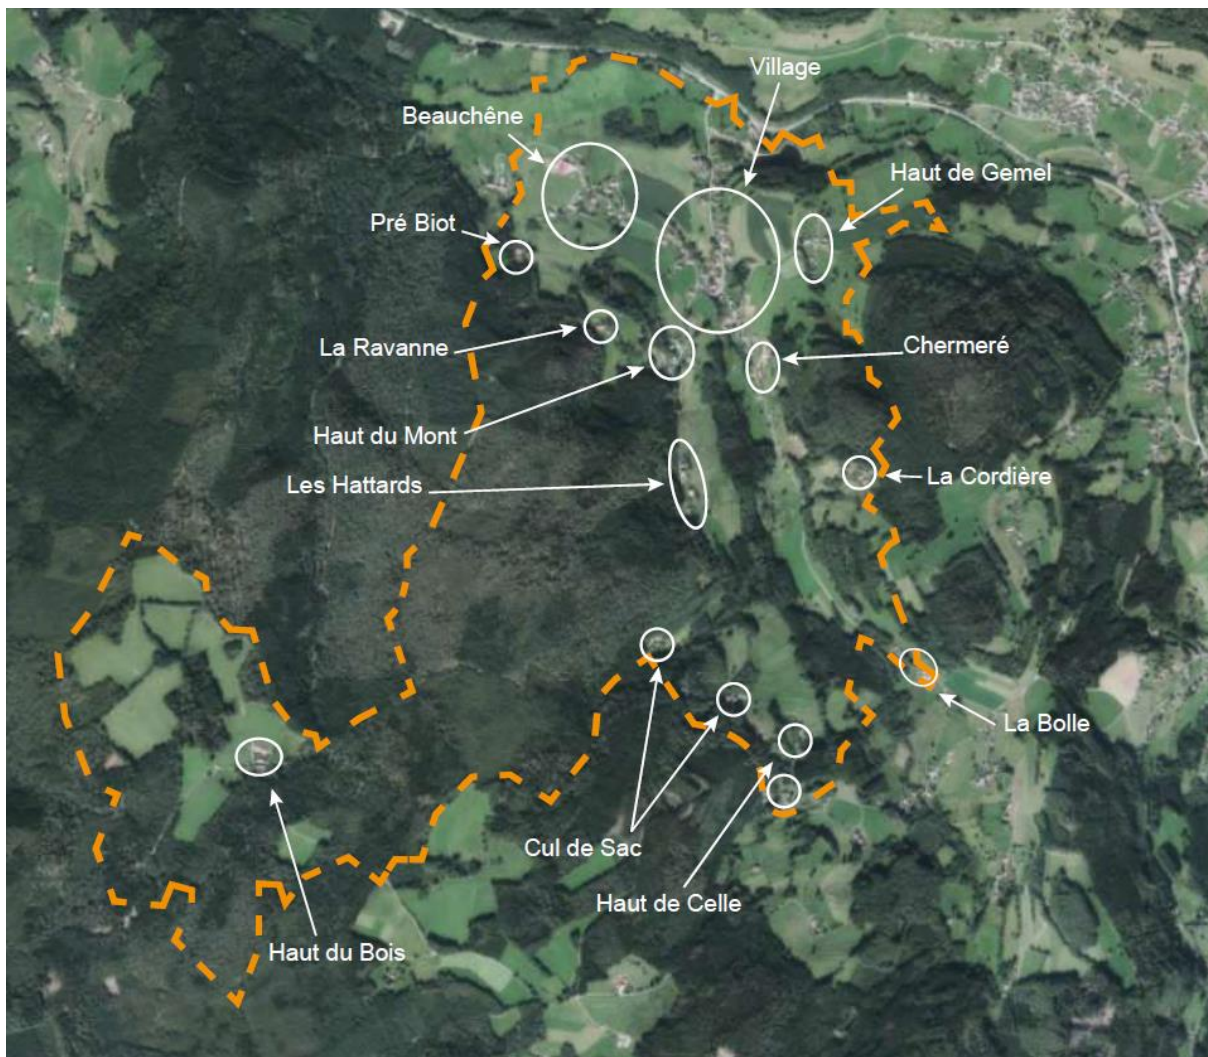 Village
Beauchêne
Haut de Gemel
Pré Biot
La Ravanne
Chermeré
Haut du Mont
Les Hattards
La Cordière
La Bolle
Cul de Sac
Haut de Celle
Haut du Bois